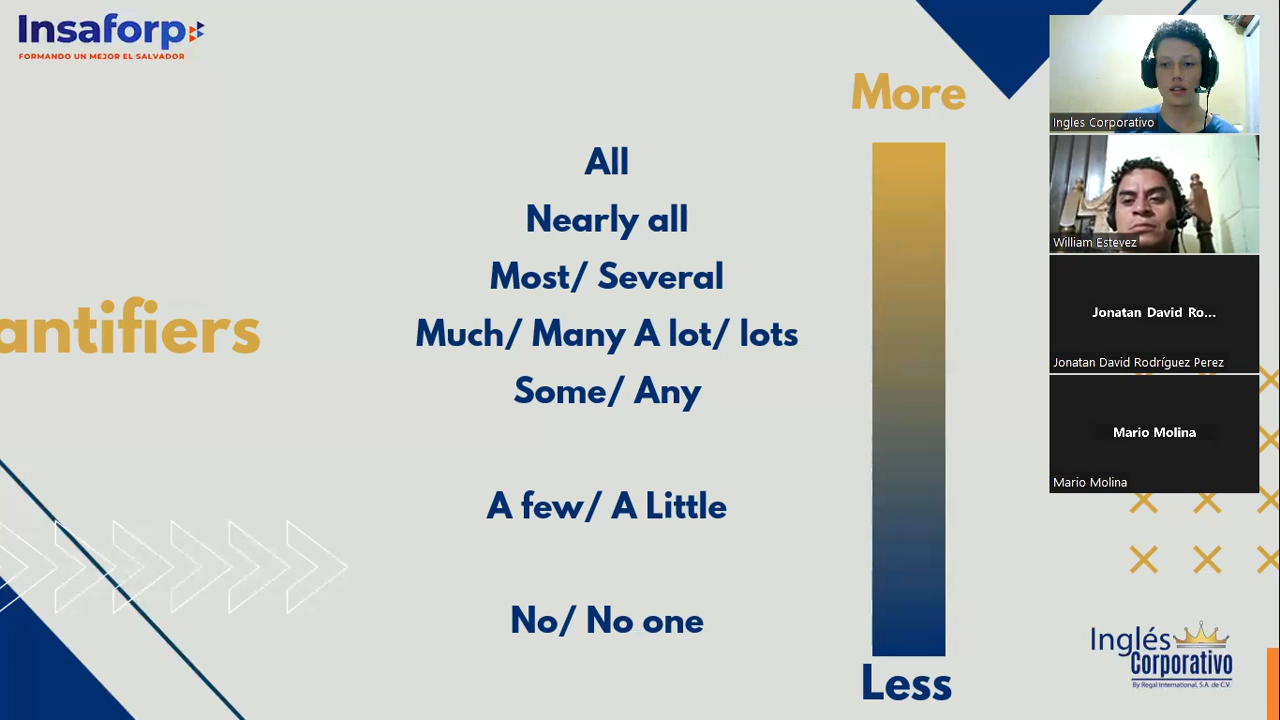 Insaforp
FORMANDO UN MEJOR EL SALVADOR
More
All
Nearly all
Most/ Several
Much/ Many A lot/ lots
antifiers
Some/ Any
A few/ A Little
No/ No one
Less
Ingles Corporativo
William Estevez
Jonatan David Ro...
Jonatan David Rodríguez Perez
Mario Molina
Mario Molina
Inglés
Corporativo
By Regal International, S.A. de C.V.